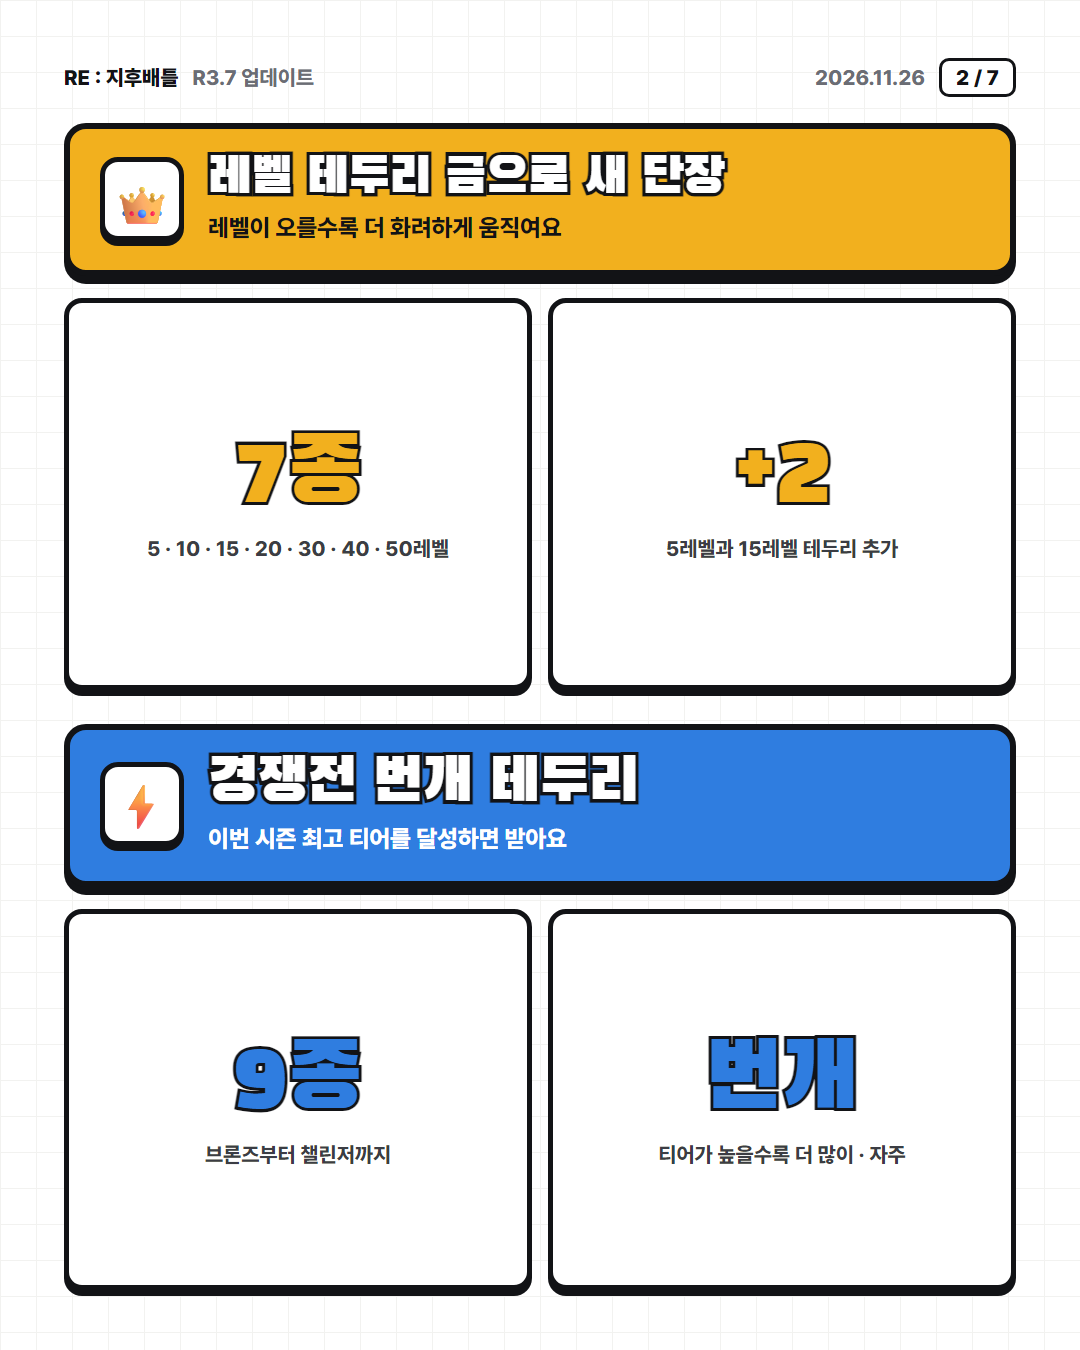 RE : 지후배틀 R3.7 업데이트
2026.11.26 2 / 7
레벨 테두리 금으로 새 단장
레벨이 오를수록 더 화려하게 움직여요
7종
5 · 10 · 15 · 20 · 30 · 40 · 50레벨
+2
5레벨과 15레벨 테두리 추가
경쟁전 번개 테두리
이번 시즌 최고 티어를 달성하면 받아요
9종
브론즈부터 챌린저까지
번개
티어가 높을수록 더 많이 · 자주